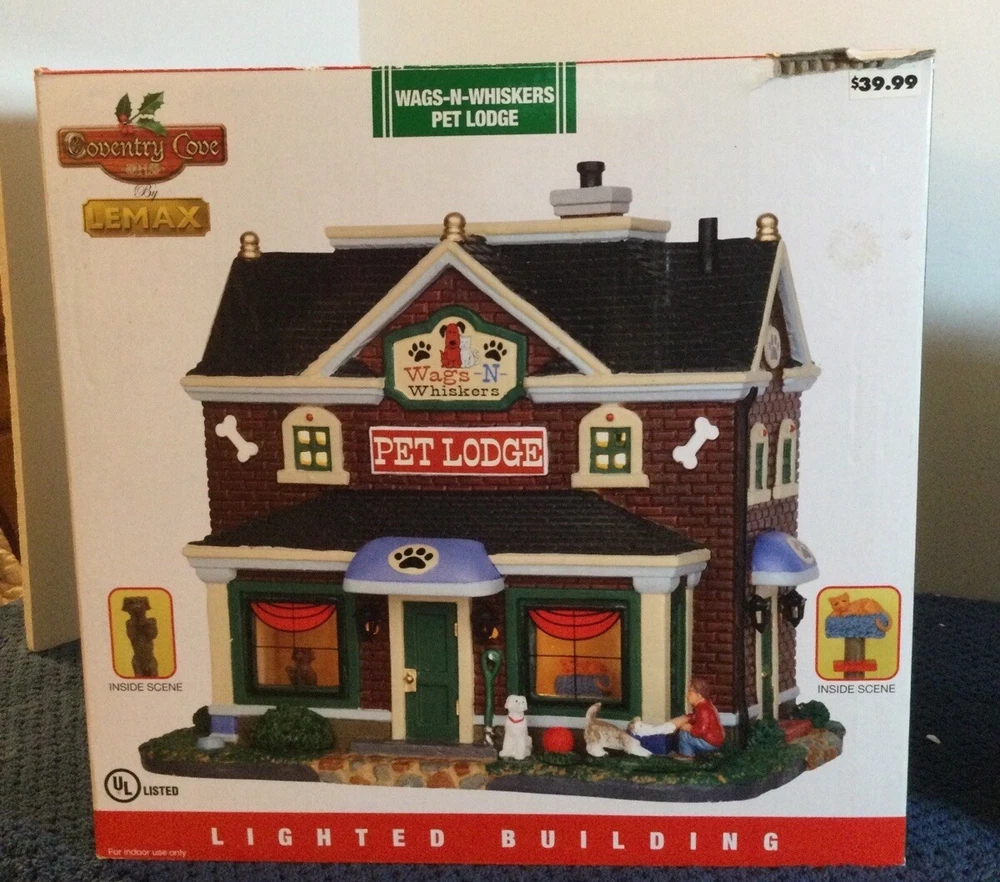 WAGS-N-WHISKERS
PET LODGE
$39.99
Coventry Cove
By
LEMAX
Wags-N-
Whiskers
PET LODGE
INSIDE SCENE
INSIDE SCENE
UL LISTED
LIGHTED BUILDING
For indoor use only